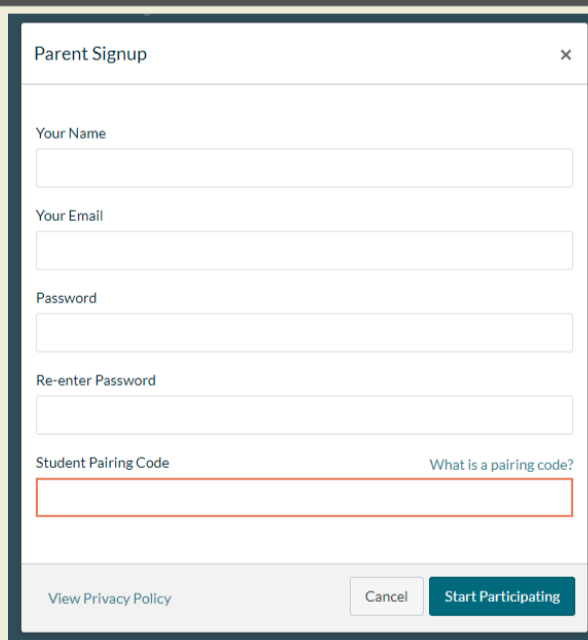 Parent Signup ×
Your Name
Your Email
Password
Re-enter Password
Student Pairing Code What is a pairing code?
View Privacy Policy Cancel Start Participating